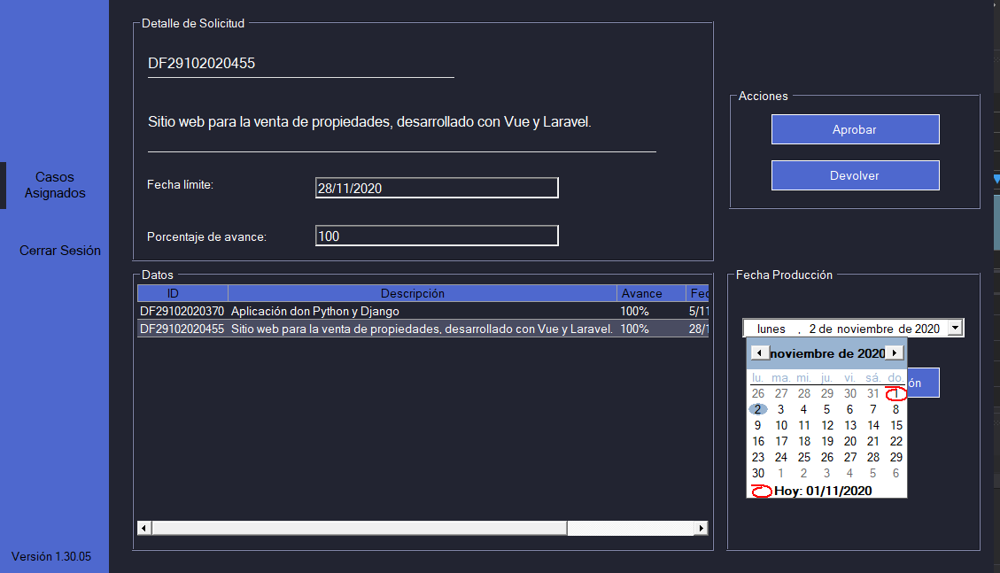 Casos
Asignados
Cerrar Sesión
Versión 1.30.05
Detalle de Solicitud
DF29102020455
Sitio web para la venta de propiedades, desarrollado con Vue y Laravel.
Fecha límite:
28/11/2020
Porcentaje de avance:
100
Acciones
Aprobar
Devolver
Datos
ID Descripción Avance
DF29102020370 Aplicación don Python y Django 100% 5/11
DF29102020455 Sitio web para la venta de propiedades, desarrollado con Vue y Laravel. 100% 28/1
Fecha Producción
lunes , 2 de noviembre de 2020
noviembre de 2020
lu. ma. mi. ju. vi. sá. do.
26 27 28 29 30 31 1
2 3 4 5 6 7 8
9 10 11 12 13 14 15
16 17 18 19 20 21 22
23 24 25 26 27 28 29
30 1 2 3 4 5 6
Hoy: 01/11/2020